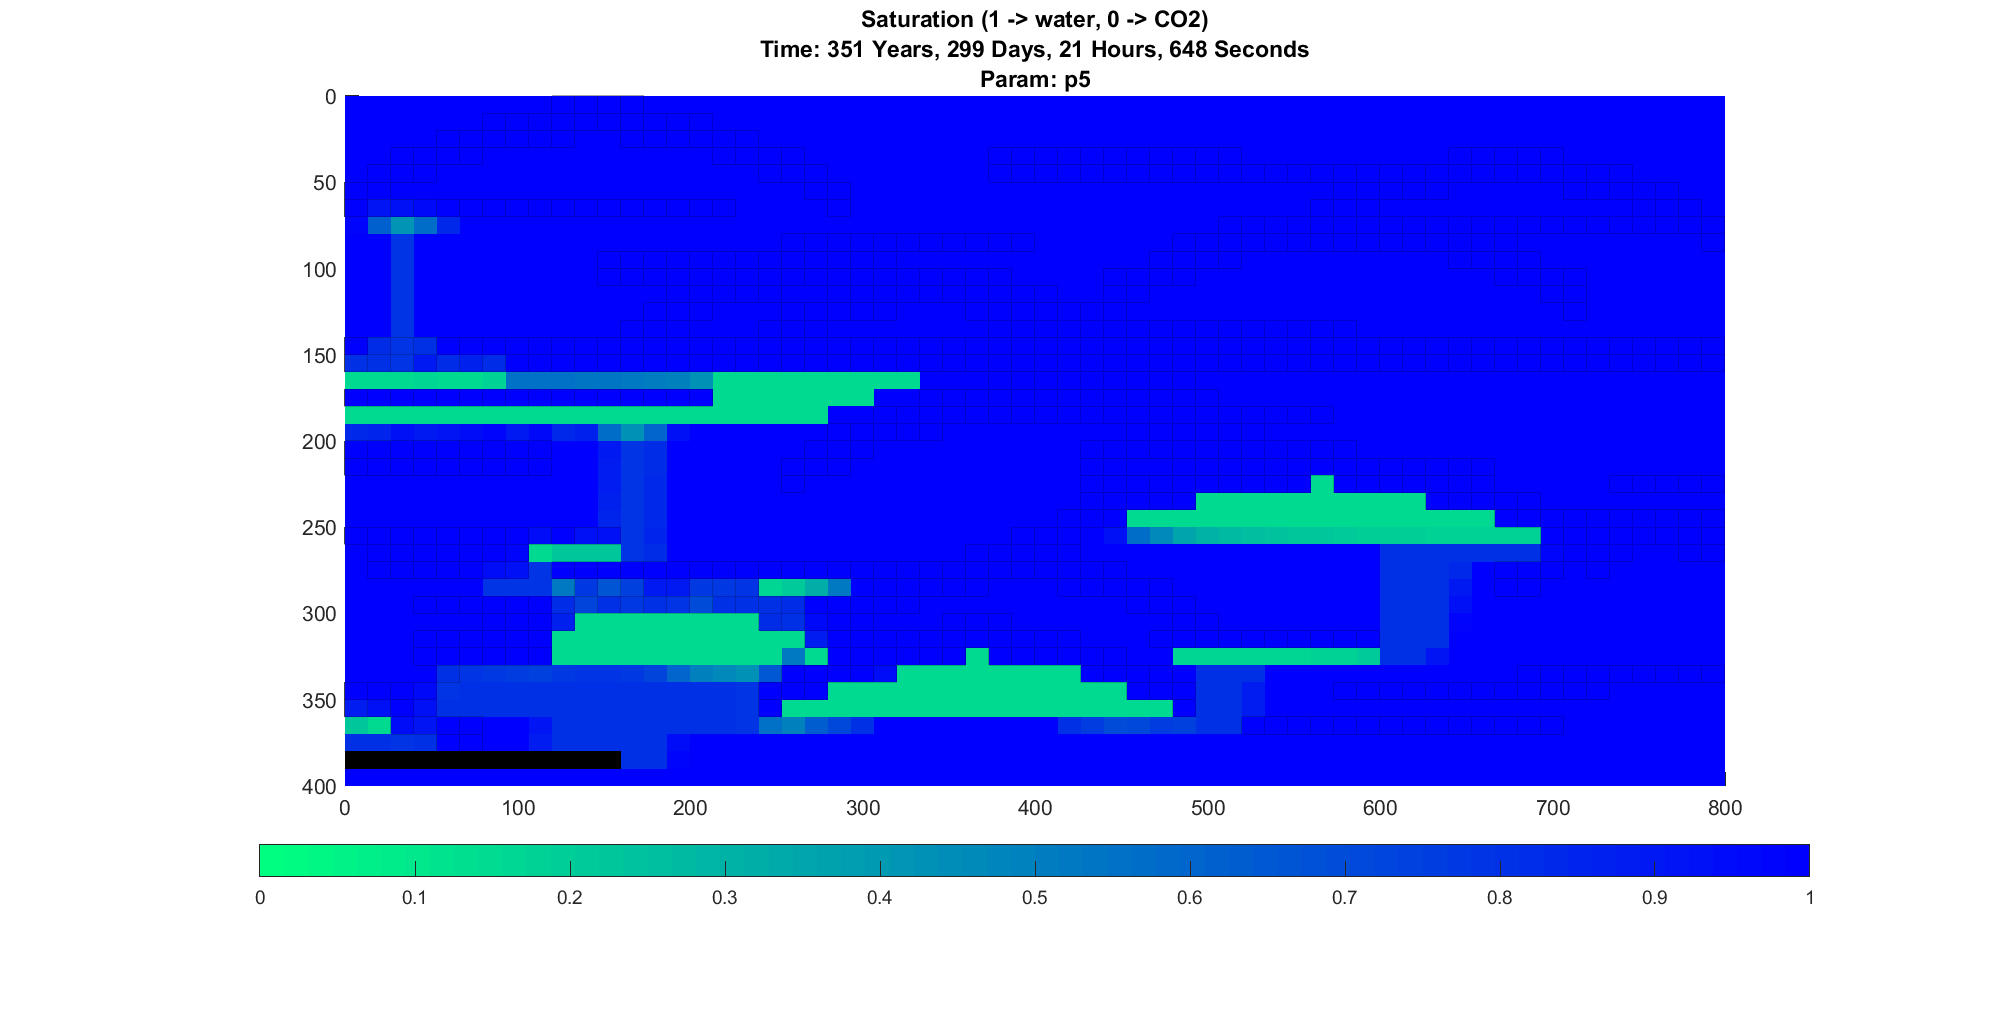 Saturation (1 -> water, 0 -> CO2)
Time: 351 Years, 299 Days, 21 Hours, 648 Seconds
Param: p5
0
50
100
150
200
250
300
350
400
0 100 200 300 400 500 600 700 800
0 0.1 0.2 0.3 0.4 0.5 0.6 0.7 0.8 0.9 1